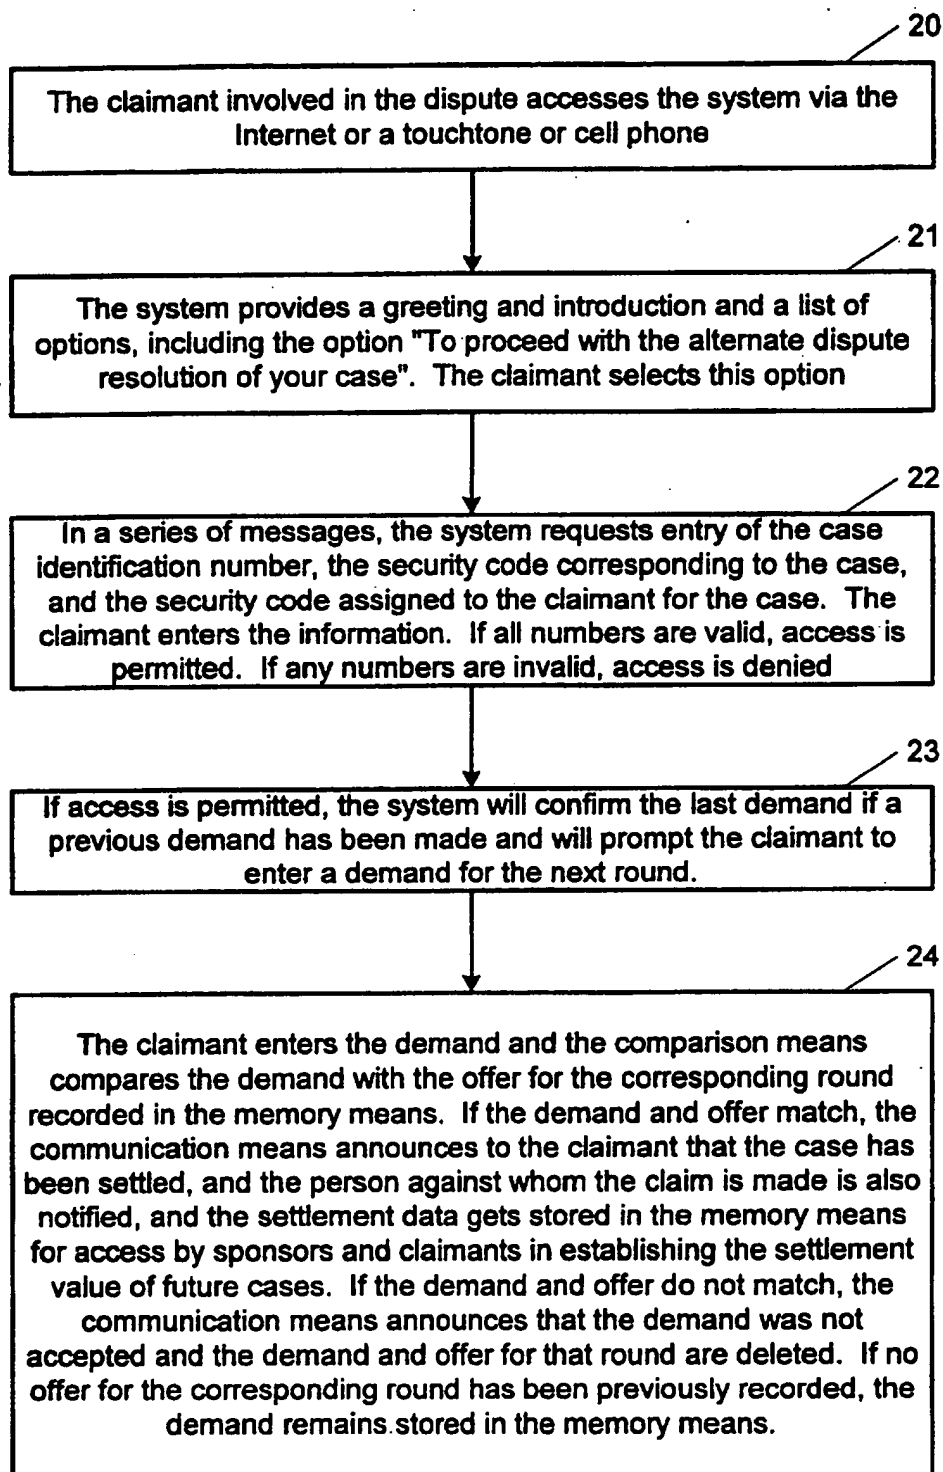 20
The claimant involved in the dispute accesses the system via the
Internet or a touchtone or cell phone
21
The system provides a greeting and introduction and a list of
options, including the option "To proceed with the alternate dispute
resolution of your case". The claimant selects this option
22
In a series of messages, the system requests entry of the case
identification number, the security code corresponding to the case,
and the security code assigned to the claimant for the case. The
claimant enters the information. If all numbers are valid, access is
permitted. If any numbers are invalid, access is denied
23
If access is permitted, the system will confirm the last demand if a
previous demand has been made and will prompt the claimant to
enter a demand for the next round.
24
The claimant enters the demand and the comparison means
compares the demand with the offer for the corresponding round
recorded in the memory means. If the demand and offer match, the
communication means announces to the claimant that the case has
been settled, and the person against whom the claim is made is also
notified, and the settlement data gets stored in the memory means
for access by sponsors and claimants in establishing the settlement
value of future cases. If the demand and offer do not match, the
communication means announces that the demand was not
accepted and the demand and offer for that round are deleted. If no
offer for the corresponding round has been previously recorded, the
demand remains stored in the memory means.